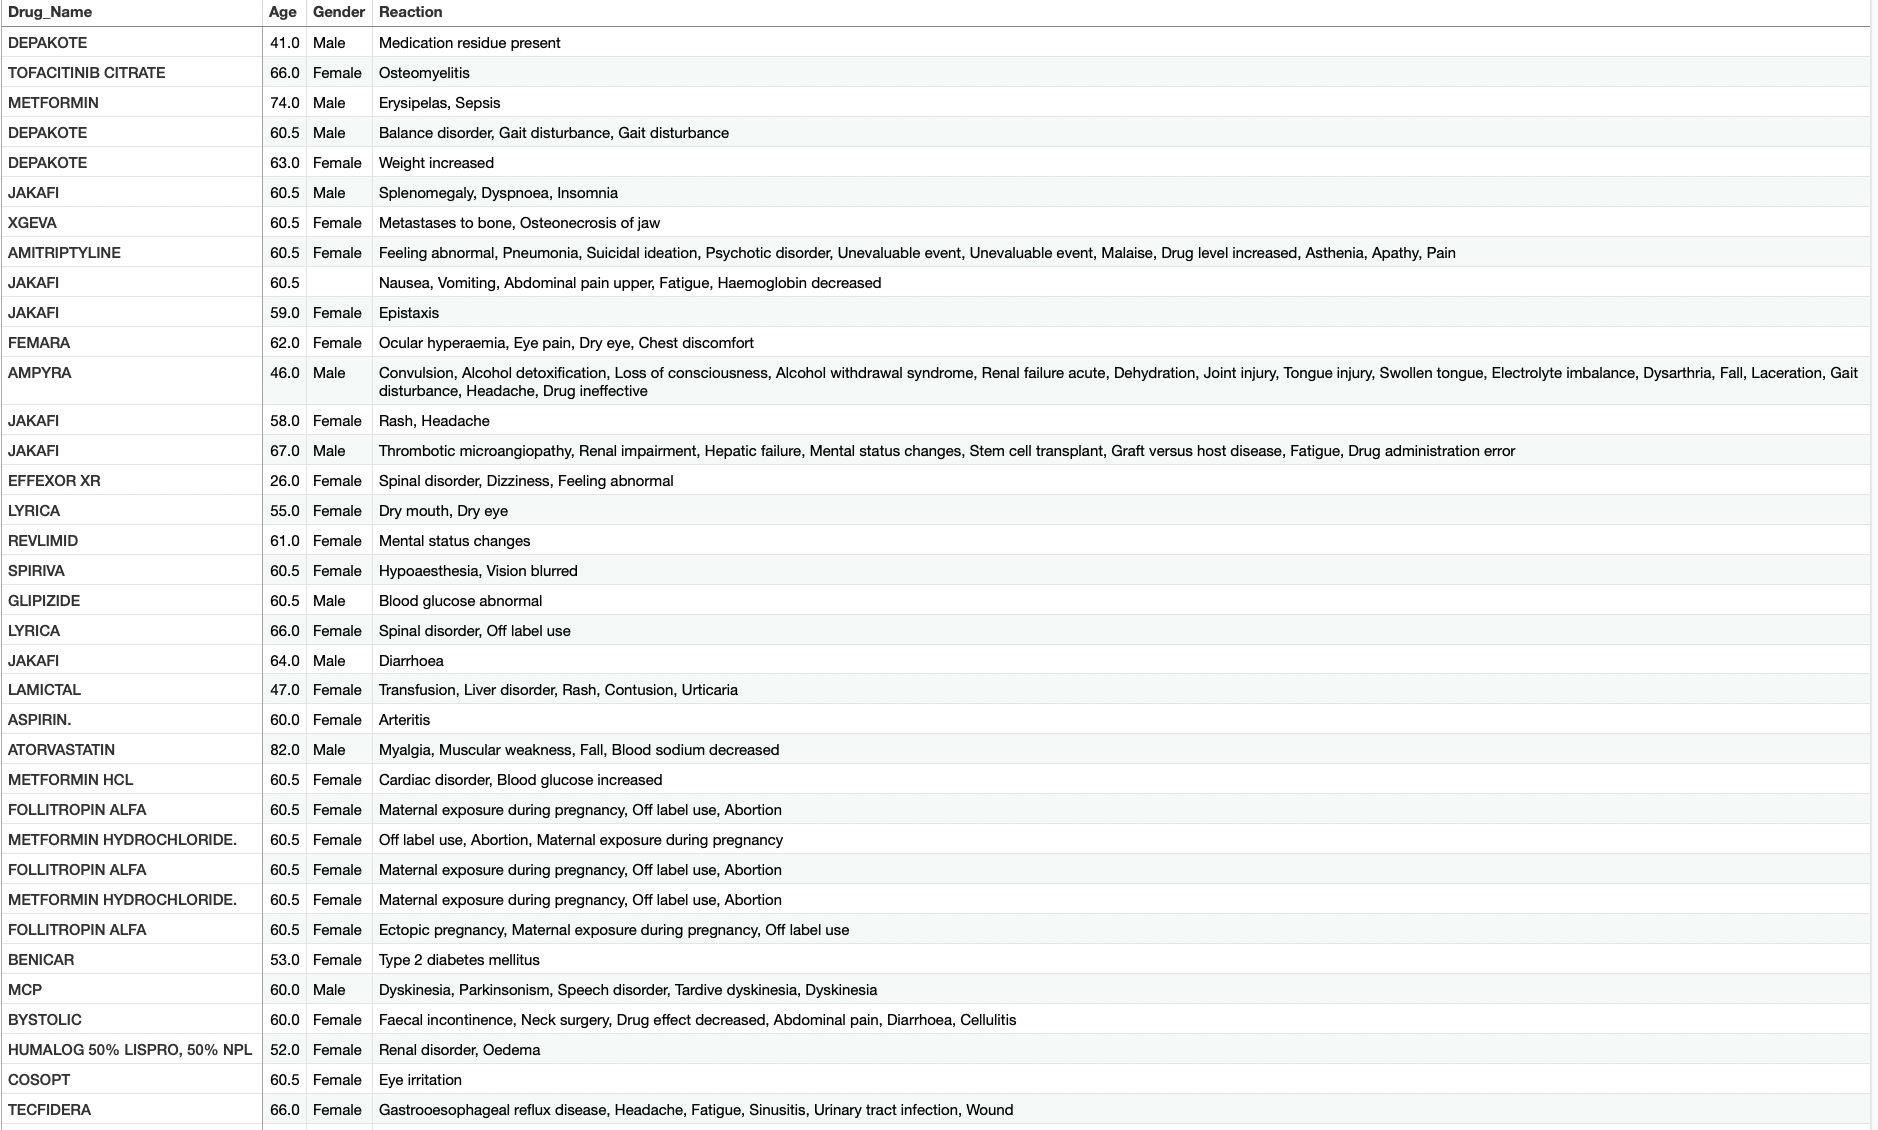 Drug_Name Age Gender Reaction
DEPAKOTE 41.0 Male Medication residue present
TOFACITINIB CITRATE 66.0 Female Osteomyelitis
METFORMIN 74.0 Male Erysipelas, Sepsis
DEPAKOTE 60.5 Male Balance disorder, Gait disturbance, Gait disturbance
DEPAKOTE 63.0 Female Weight increased
JAKAFI 60.5 Male Splenomegaly, Dyspnoea, Insomnia
XGEVA 60.5 Female Metastases to bone, Osteonecrosis of jaw
AMITRIPTYLINE 60.5 Female Feeling abnormal, Pneumonia, Suicidal ideation, Psychotic disorder, Unevaluable event, Unevaluable event, Malaise, Drug level increased, Asthenia, Apathy, Pain
JAKAFI 60.5 Nausea, Vomiting, Abdominal pain upper, Fatigue, Haemoglobin decreased
JAKAFI 59.0 Female Epistaxis
FEMARA 62.0 Female Ocular hyperaemia, Eye pain, Dry eye, Chest discomfort
AMPYRA 46.0 Male Convulsion, Alcohol detoxification, Loss of consciousness, Alcohol withdrawal syndrome, Renal failure acute, Dehydration, Joint injury, Tongue injury, Swollen tongue, Electrolyte imbalance, Dysarthria, Fall, Laceration, Gait
disturbance, Headache, Drug ineffective
JAKAFI 58.0 Female Rash, Headache
JAKAFI 67.0 Male Thrombotic microangiopathy, Renal impairment, Hepatic failure, Mental status changes, Stem cell transplant, Graft versus host disease, Fatigue, Drug administration error
EFFEXOR XR 26.0 Female Spinal disorder, Dizziness, Feeling abnormal
LYRICA 55.0 Female Dry mouth, Dry eye
REVLIMID 61.0 Female Mental status changes
SPIRIVA 60.5 Female Hypoaesthesia, Vision blurred
GLIPIZIDE 60.5 Male Blood glucose abnormal
LYRICA 66.0 Female Spinal disorder, Off label use
JAKAFI 64.0 Male Diarrhoea
LAMICTAL 47.0 Female Transfusion, Liver disorder, Rash, Contusion, Urticaria
ASPIRIN. 60.0 Female Arteritis
ATORVASTATIN 82.0 Male Myalgia, Muscular weakness, Fall, Blood sodium decreased
METFORMIN HCL 60.5 Female Cardiac disorder, Blood glucose increased
FOLLITROPIN ALFA 60.5 Female Maternal exposure during pregnancy, Off label use, Abortion
METFORMIN HYDROCHLORIDE. 60.5 Female Off label use, Abortion, Maternal exposure during pregnancy
FOLLITROPIN ALFA 60.5 Female Maternal exposure during pregnancy, Off label use, Abortion
METFORMIN HYDROCHLORIDE. 60.5 Female Maternal exposure during pregnancy, Off label use, Abortion
FOLLITROPIN ALFA 60.5 Female Ectopic pregnancy, Maternal exposure during pregnancy, Off label use
BENICAR 53.0 Female Type 2 diabetes mellitus
MCP 60.0 Male Dyskinesia, Parkinsonism, Speech disorder, Tardive dyskinesia, Dyskinesia
BYSTOLIC 60.0 Female Faecal incontinence, Neck surgery, Drug effect decreased, Abdominal pain, Diarrhoea, Cellulitis
HUMALOG 50% LISPRO, 50% NPL 52.0 Female Renal disorder, Oedema
COSOPT 60.5 Female Eye irritation
TECFIDERA 66.0 Female Gastrooesophageal reflux disease, Headache, Fatigue, Sinusitis, Urinary tract infection, Wound